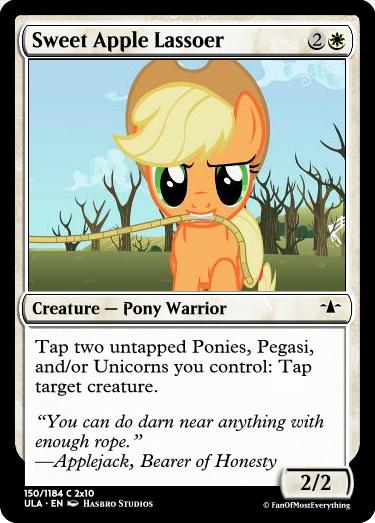 Sweet Apple Lassoer 2
Creature — Pony Warrior
Tap two untapped Ponies, Pegasi,
and/or Unicorns you control: Tap
target creature.
“You can do darn near anything with
enough rope.”
—Applejack, Bearer of Honesty
2/2
150/1184 C 2x10
ULA • EN Hasbro Studios
© FanOfMostEverything